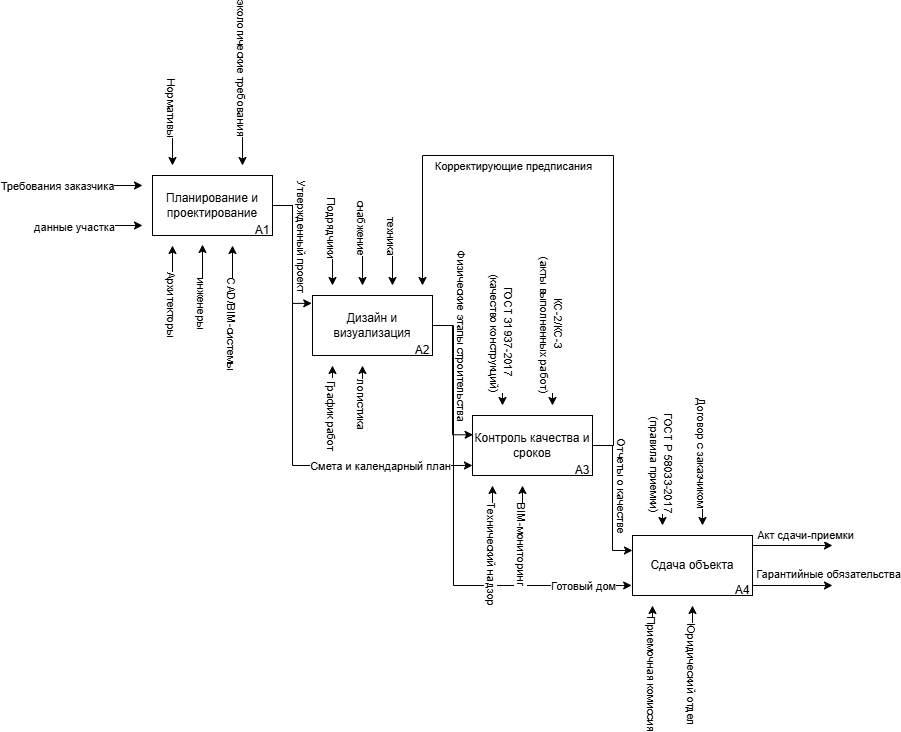 экологические требования
Нормативы
Требования заказчика
данные участка
Планирование и
проектирование
A1
Архитекторы
инженеры
CAD/BIM-системы
Утвержденный проект
Подрядчики
снабжение
техника
Корректирующие предписания
Дизайн и
визуализация
A2
График работ
логистика
Физические этапы строительства
ГОСТ 31937-2017
(качество конструкций)
КС-2/КС-3
(акты выполненных работ)
Контроль качества и
сроков
A3
Смета и календарный план
Технический надзор
BIM-мониторинг
Отчеты о качестве
ГОСТ Р 58033-2017
(правила приемки)
Договор с заказчиком
Готовый дом
Сдача объекта
A4
Акт сдачи-приемки
Гарантийные обязательства
Приемочная комиссия
Юридический отдел